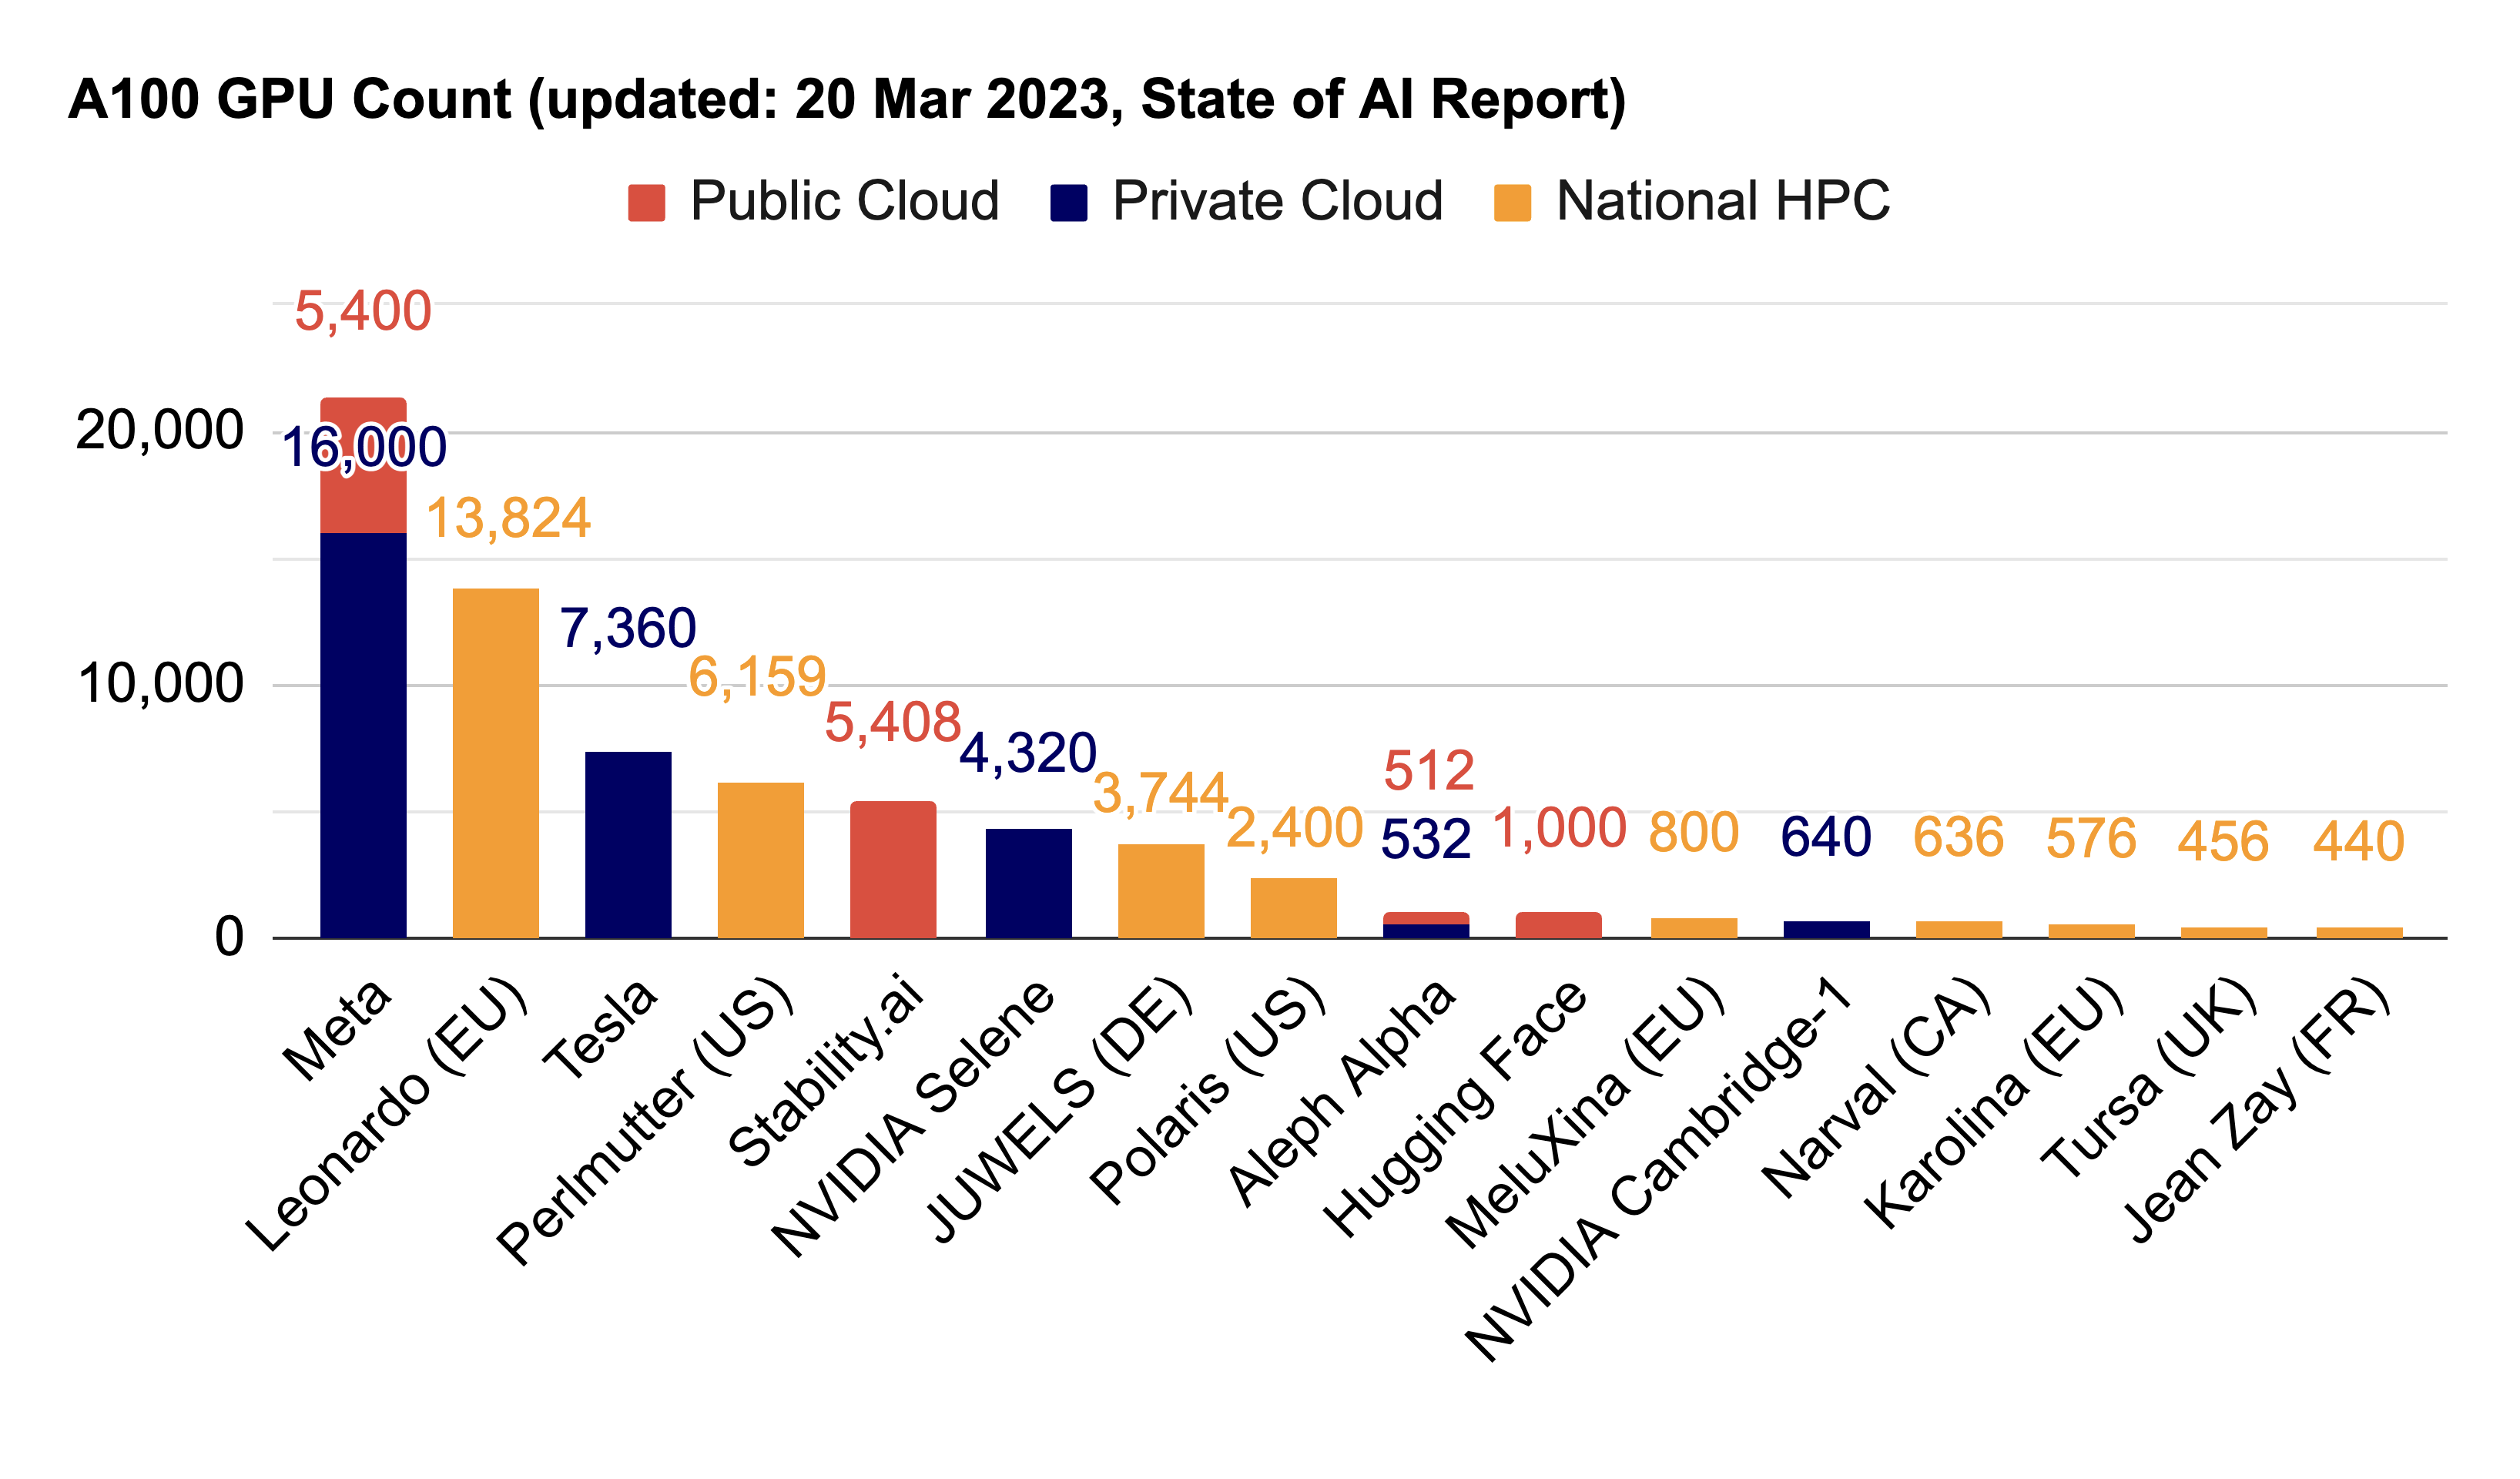 A100 GPU Count (updated: 20 Mar 2023, State of AI Report)
Public Cloud
Private Cloud
National HPC
20,000
10,000
0
5,400
16,000
13,824
7,360
6,159
5,408
4,320
3,744
2,400
512
532
1,000
800
640
636
576
456
440
Meta
Leonardo (EU)
Tesla
Perlmutter (US)
Stability.ai
NVIDIA Selene
JUWELS (DE)
Polaris (US)
Aleph Alpha
Hugging Face
MeluXina (EU)
NVIDIA Cambridge-1
Narval (CA)
Karolina (EU)
Tursa (UK)
Jean Zay (FR)